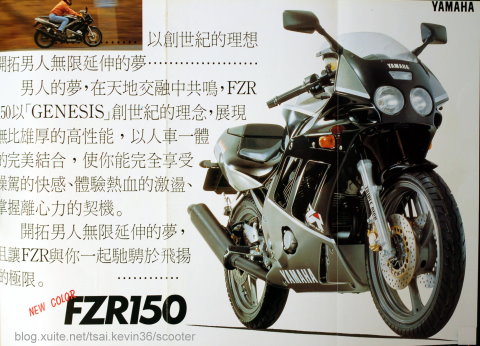 YAMAHA
以創世紀的理想
開拓男人無限延伸的夢⋯⋯⋯⋯⋯⋯
男人的夢,在天地交融中共鳴,FZR
150以「GENESIS」創世紀的理念,展現
無比雄厚的高性能,以人車一體
的完美結合,使你能完全享受
操駕的快感、體驗熱血的激盪、
掌握離心力的契機。
開拓男人無限延伸的夢,
且讓FZR與你一起馳騁於飛揚
的極限。⋯⋯⋯⋯
NEW COLOR
FZR150
YAMAHA
blog.xuite.net/tsai.kevin36/scooter